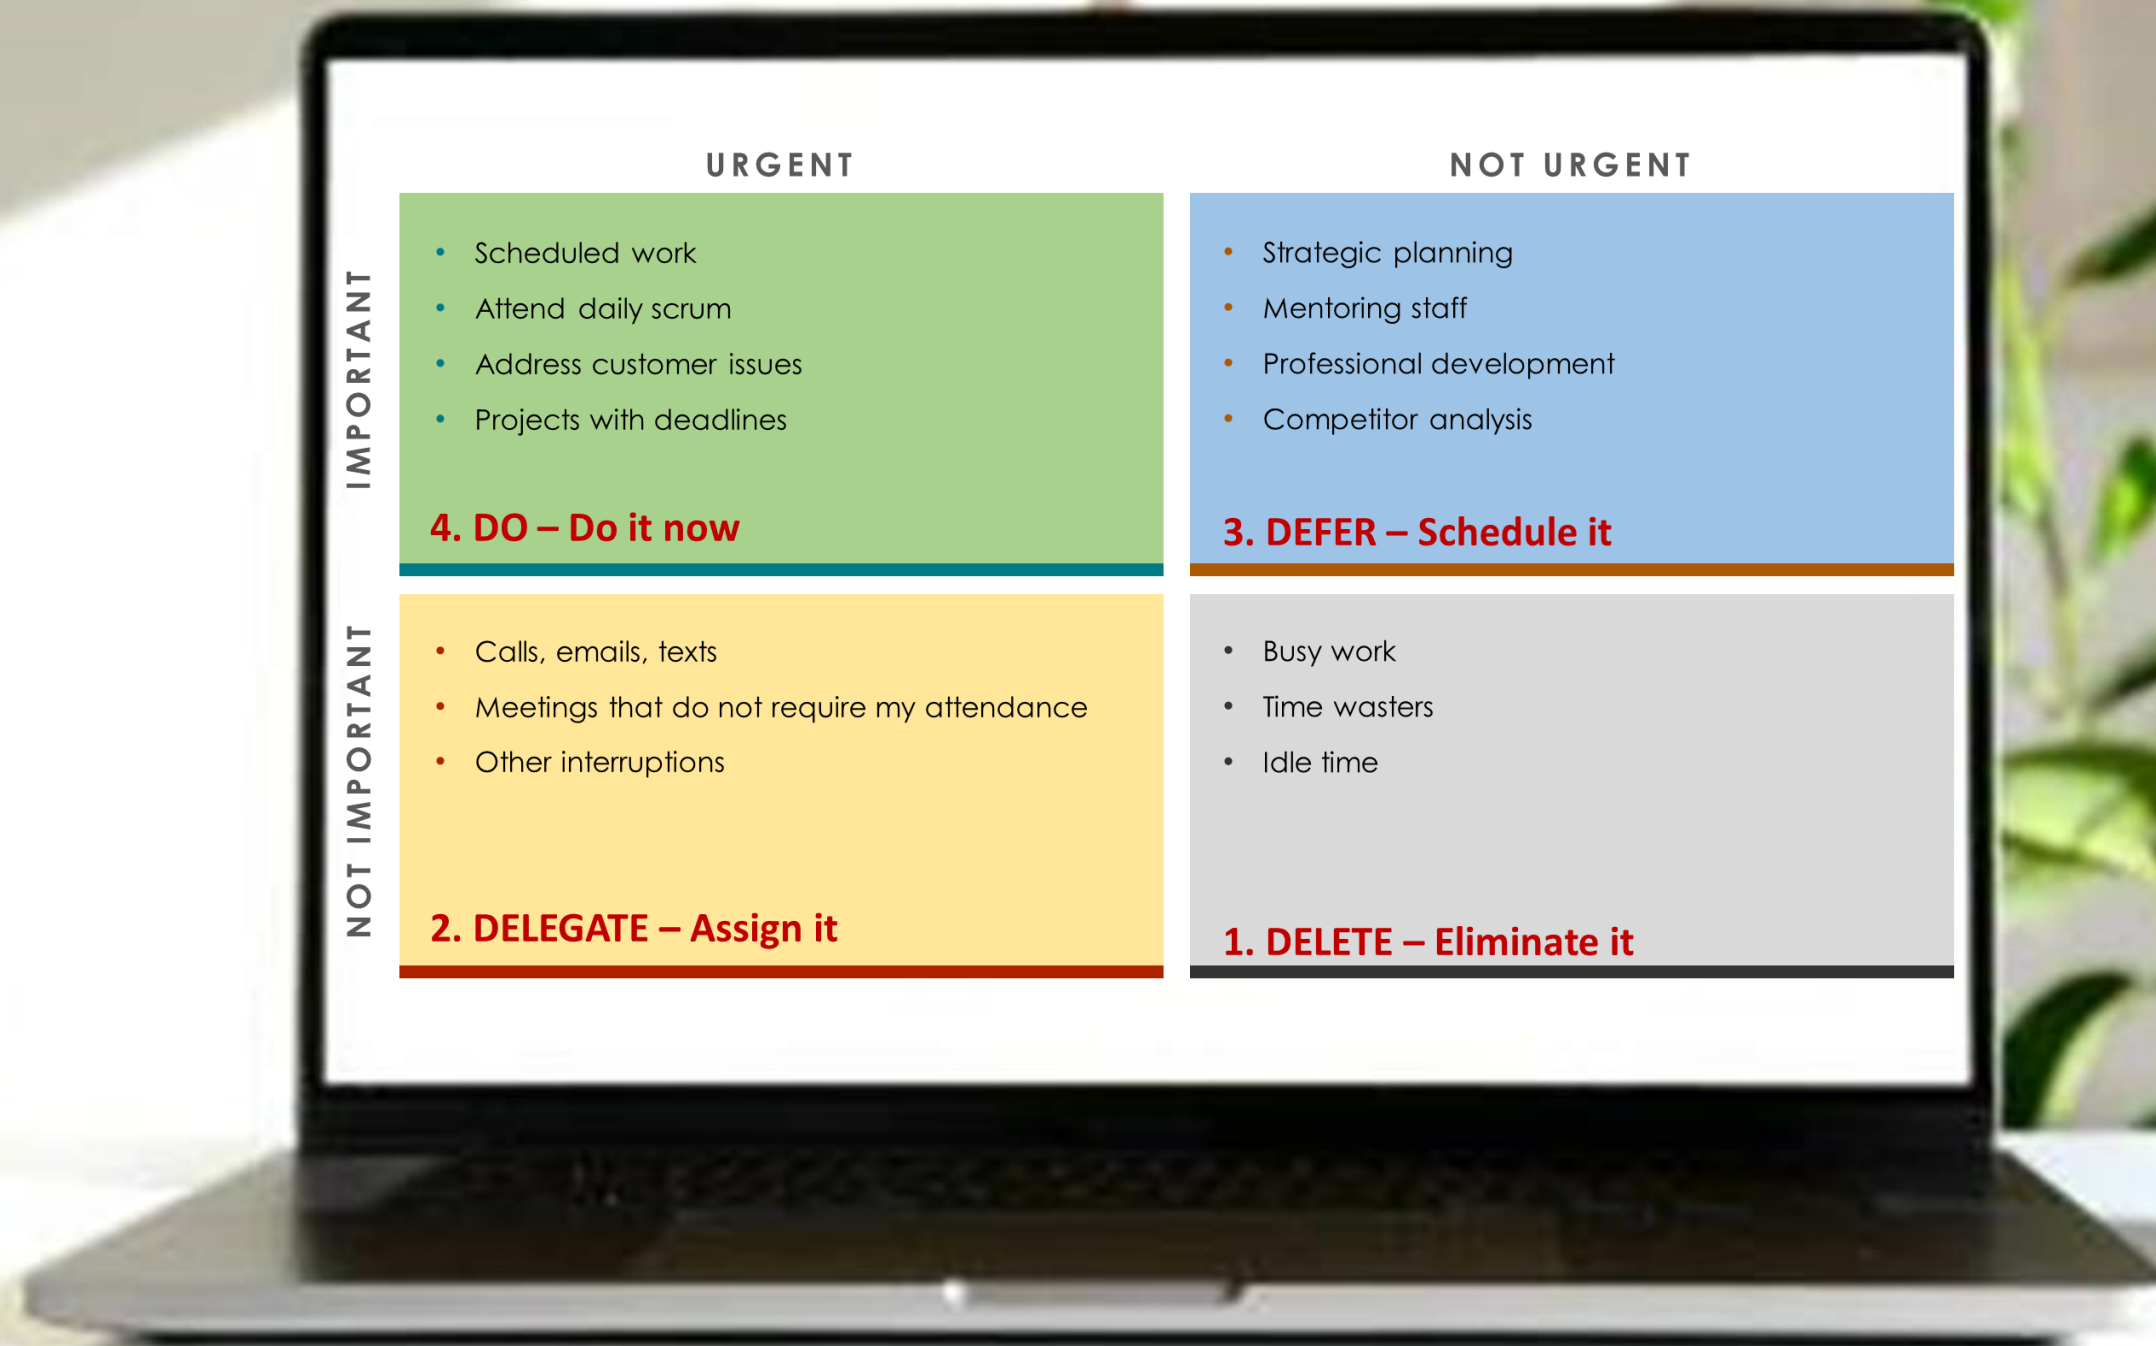 URGENT
NOT URGENT
IMPORTANT
• Scheduled work
• Attend daily scrum
• Address customer issues
• Projects with deadlines
4. DO – Do it now
• Strategic planning
• Mentoring staff
• Professional development
• Competitor analysis
3. DEFER – Schedule it
NOT IMPORTANT
• Calls, emails, texts
• Meetings that do not require my attendance
• Other interruptions
2. DELEGATE – Assign it
• Busy work
• Time wasters
• Idle time
1. DELETE – Eliminate it